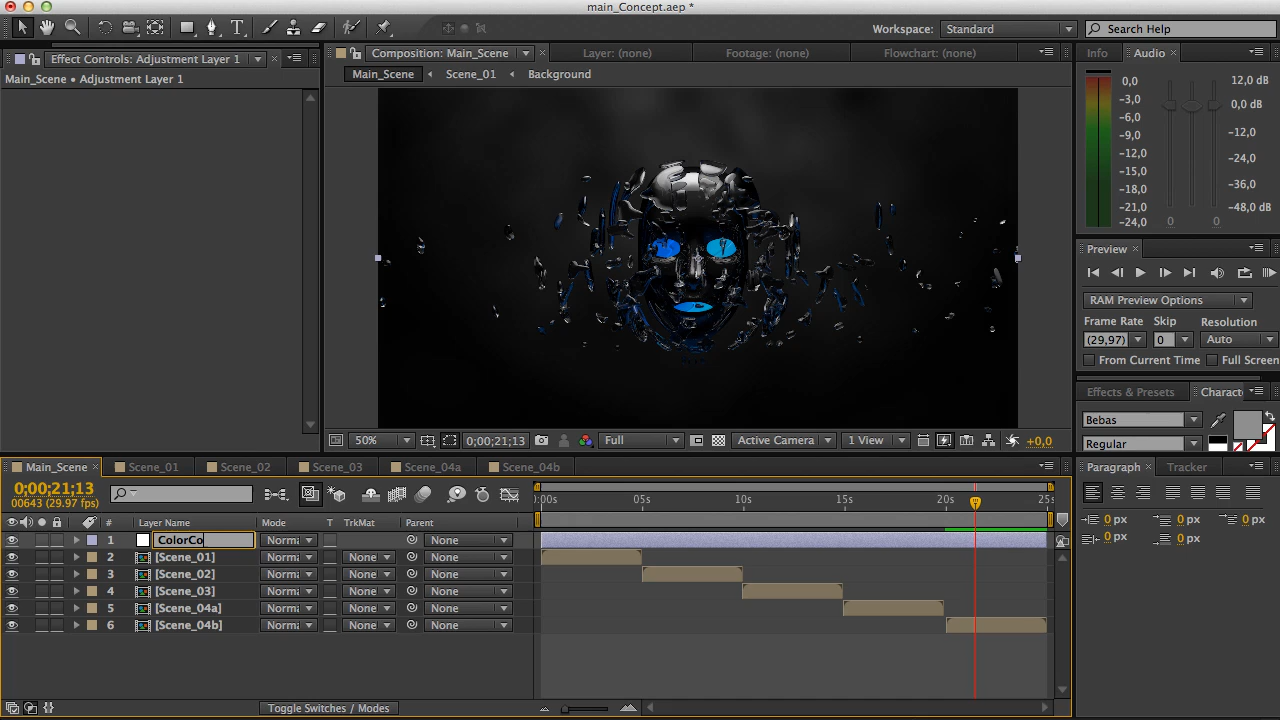 main_Concept.aep *
Workspace: Standard
Search Help
Effect Controls: Adjustment Layer 1
Composition: Main_Scene
Layer: (none)
Footage: (none)
Flowchart: (none)
Info
Audio
Main_Scene • Adjustment Layer 1
Main_Scene
Scene_01
Background
0,0
-3,0
-6,0
-9,0
-12,0
-15,0
-18,0
-21,0
-24,0
12,0 dB
0,0 dB
-12,0
-24,0
-36,0
-48,0 dB
0 0
Preview
RAM Preview Options
Frame Rate Skip Resolution
(29,97) 0 Auto
From Current Time Full Screen
Effects & Presets
Charact
Bebas
Regular
50%
0;00;21;13
Full
Active Camera
1 View
+0,0
Main_Scene
Scene_01
Scene_02
Scene_03
Scene_04a
Scene_04b
Paragraph
Tracker
0;00;21;13
00643 (29.97 fps)
:00s 05s 10s 15s 20s 25s
# Layer Name Mode T TrkMat Parent
1 ColorCo Norma None
2 [Scene_01] Norma None None
3 [Scene_02] Norma None None
4 [Scene_03] Norma None None
5 [Scene_04a] Norma None None
6 [Scene_04b] Norma None None
0 px 0 px 0 px
0 px 0 px
Toggle Switches / Modes